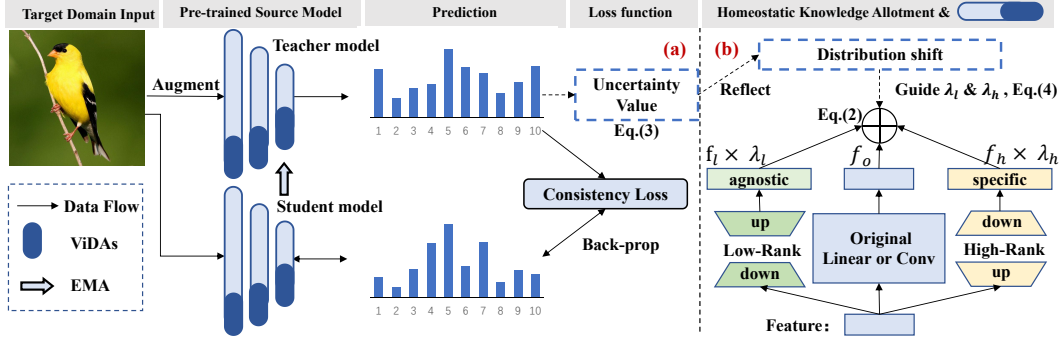 Target Domain Input
Pre-trained Source Model
Prediction
Loss function
Homeostatic Knowledge Allotment &
Augment
Teacher model
1 2 3 4 5 6 7 8 9 10
(a)
Uncertainty
Value
Eq.(3)
Data Flow
ViDAs
EMA
Student model
1 2 3 4 5 6 7 8 9 10
Consistency Loss
Back-prop
(b)
Distribution shift
Reflect
Guide λₗ & λₕ , Eq.(4)
Eq.(2)
fₗ × λₗ
fₒ
fₕ × λₕ
agnostic
specific
up
down
Low-Rank
Original
Linear or Conv
High-Rank
down
up
Feature: